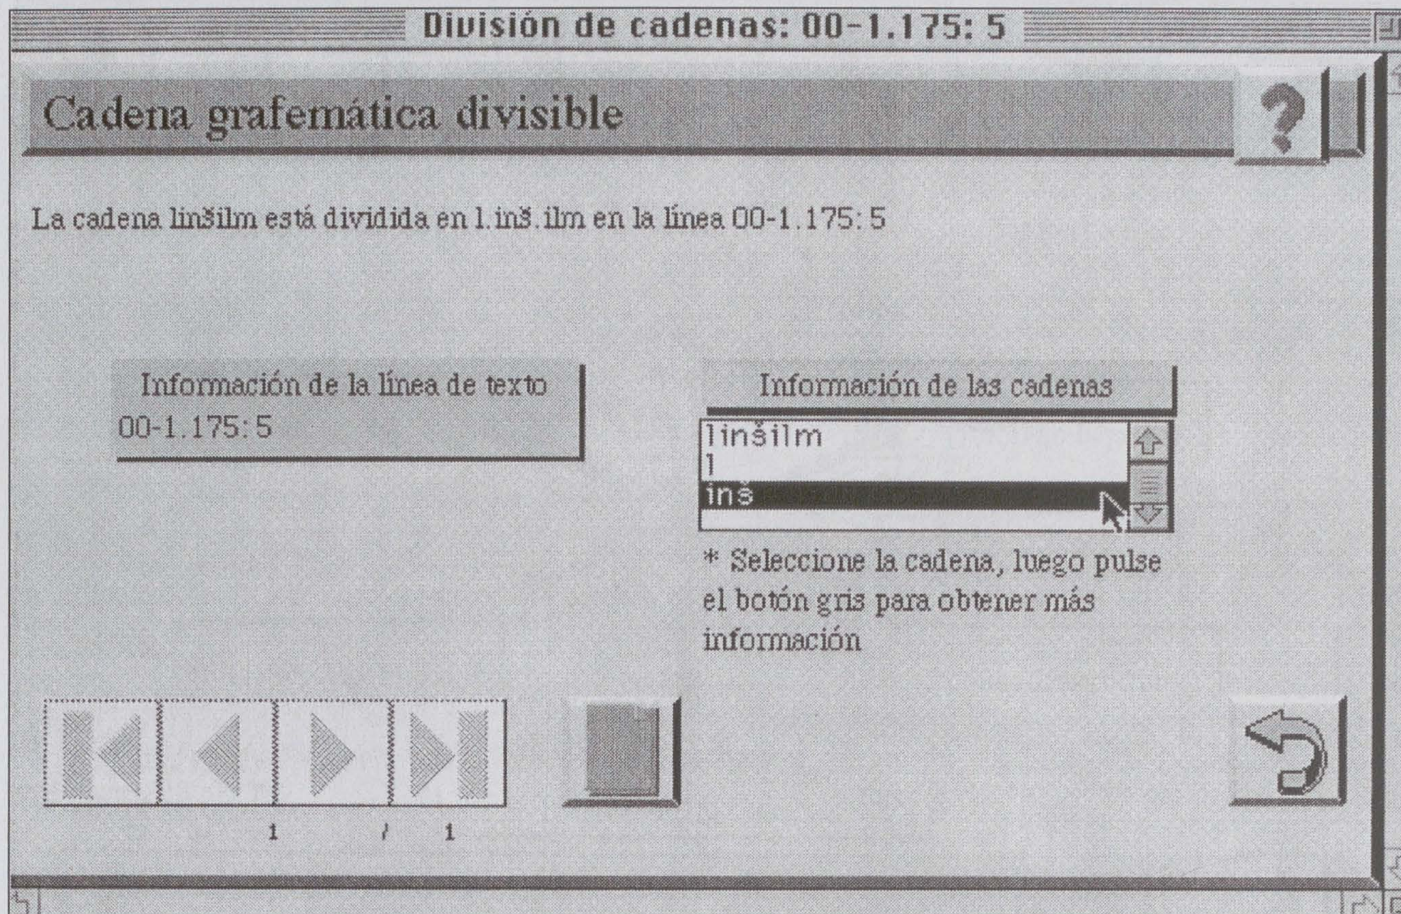 División de cadenas: 00-1.175: 5
Cadena grafemática divisible
?
La cadena linšilm está dividida en l.inš.ilm en la línea 00-1.175:5
Información de la línea de texto
00-1.175:5
Información de las cadenas
linšilm
l
inš
* Seleccione la cadena, luego pulse
el botón gris para obtener más
información
1 / 1